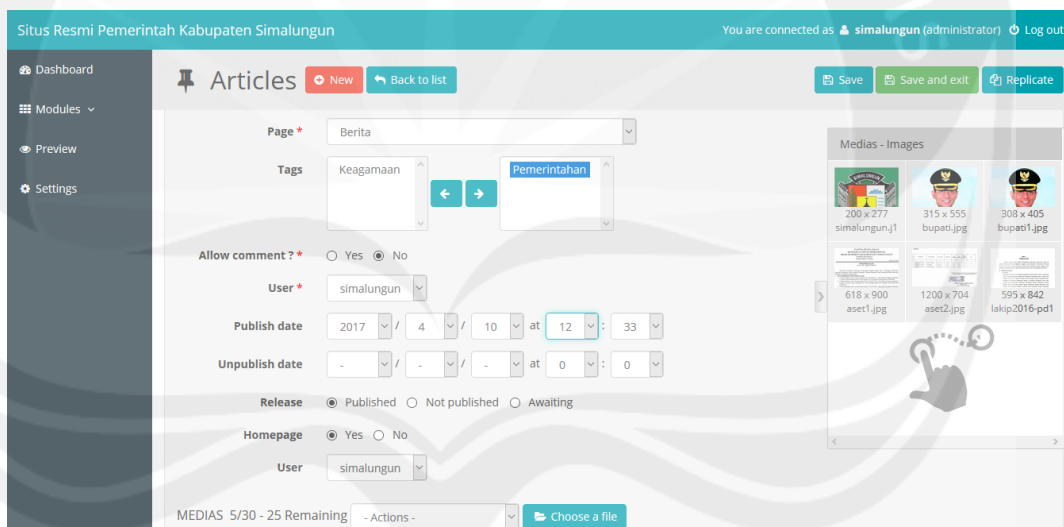 Situs Resmi Pemerintah Kabupaten Simalungun
You are connected as simalungun (administrator) Log out
Dashboard
Modules
Preview
Settings
Articles New Back to list
Save Save and exit Replicate
Page * Berita
Tags Keagamaan Pemerintahan
Allow comment ? * Yes No
User * simalungun
Publish date 2017 / 4 / 10 at 12 : 33
Unpublish date - / - / - at 0 : 0
Release Published Not published Awaiting
Homepage Yes No
User simalungun
MEDIAS 5/30 - 25 Remaining - Actions - Choose a file
Medias - Images
200 x 277 315 x 555 308 x 405
simalungun.j1 bupati.jpg bupati1.jpg
618 x 900 1200 x 704 595 x 842
aset1.jpg aset2.jpg lakip2016-pd1